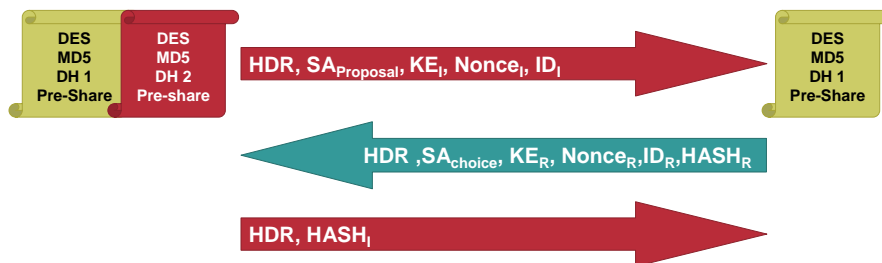 DES
MD5
DH 1
Pre-Share
DES
MD5
DH 2
Pre-share
HDR, SAProposal, KEI, NonceI, IDI
DES
MD5
DH 1
Pre-Share
HDR ,SAchoice, KER, NonceR,IDR,HASHR
HDR, HASHI